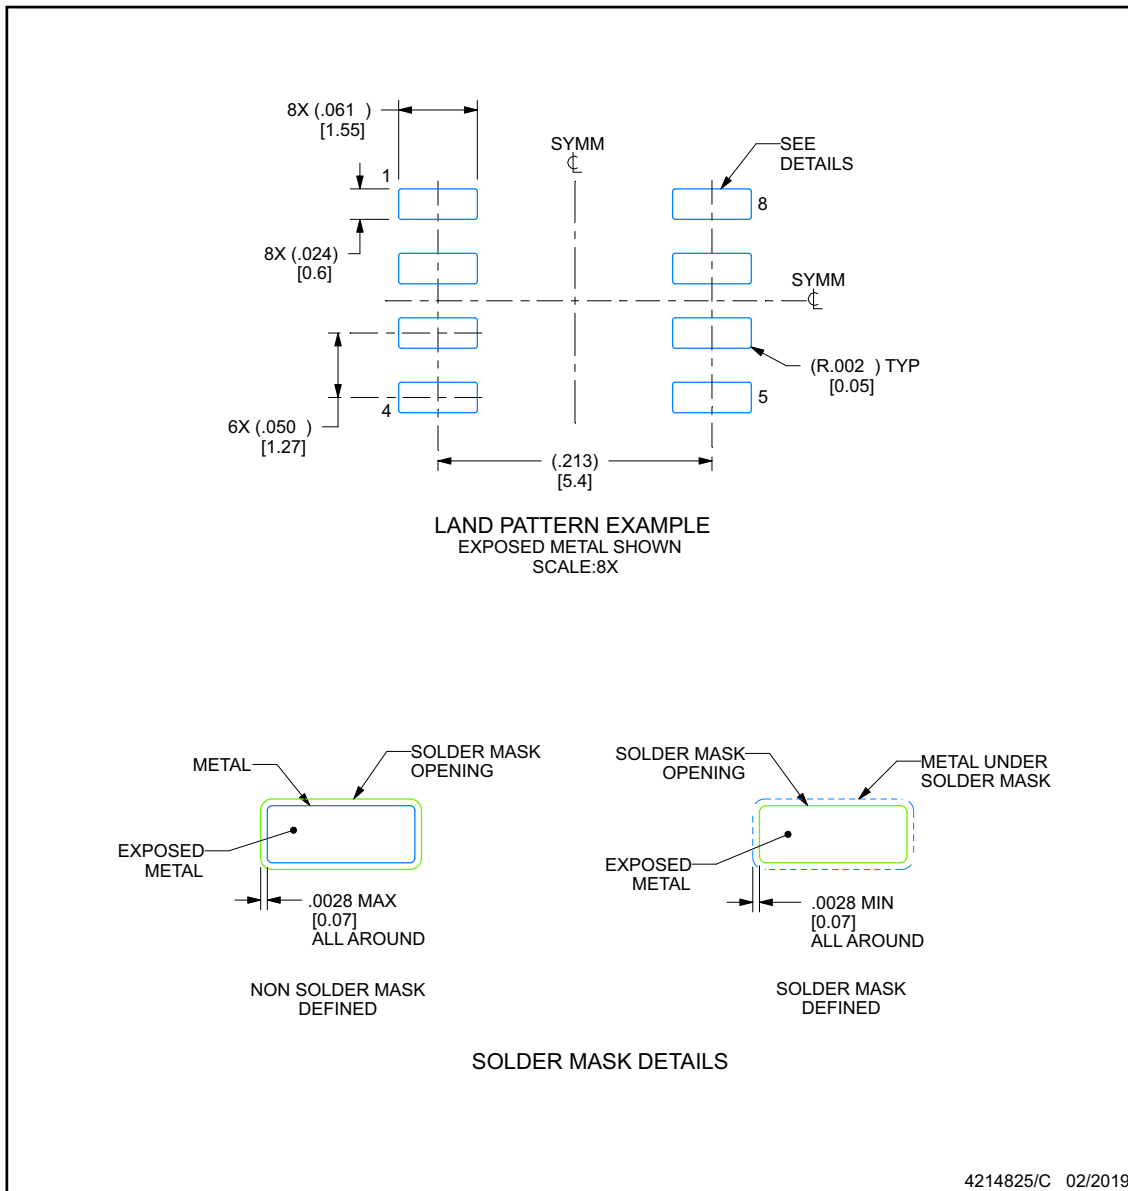 8X (.061 )
[1.55]
SYMM
SEE
DETAILS
1
8
8X (.024)
[0.6]
SYMM
(R.002 ) TYP
[0.05]
4
5
6X (.050 )
[1.27]
(.213)
[5.4]
LAND PATTERN EXAMPLE
EXPOSED METAL SHOWN
SCALE:8X
METAL
SOLDER MASK
OPENING
EXPOSED
METAL
.0028 MAX
[0.07]
ALL AROUND
NON SOLDER MASK
DEFINED
SOLDER MASK
OPENING
METAL UNDER
SOLDER MASK
EXPOSED
METAL
.0028 MIN
[0.07]
ALL AROUND
SOLDER MASK
DEFINED
SOLDER MASK DETAILS
4214825/C 02/2019